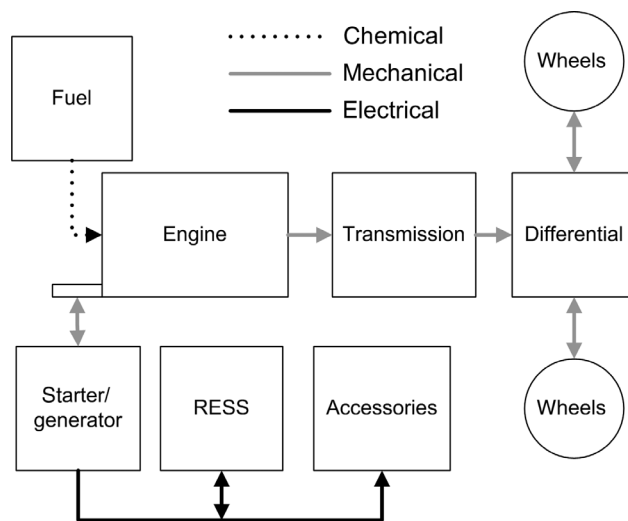 Chemical
Mechanical
Electrical
Wheels
Fuel
Engine
Transmission
Differential
Starter/
generator
RESS
Accessories
Wheels